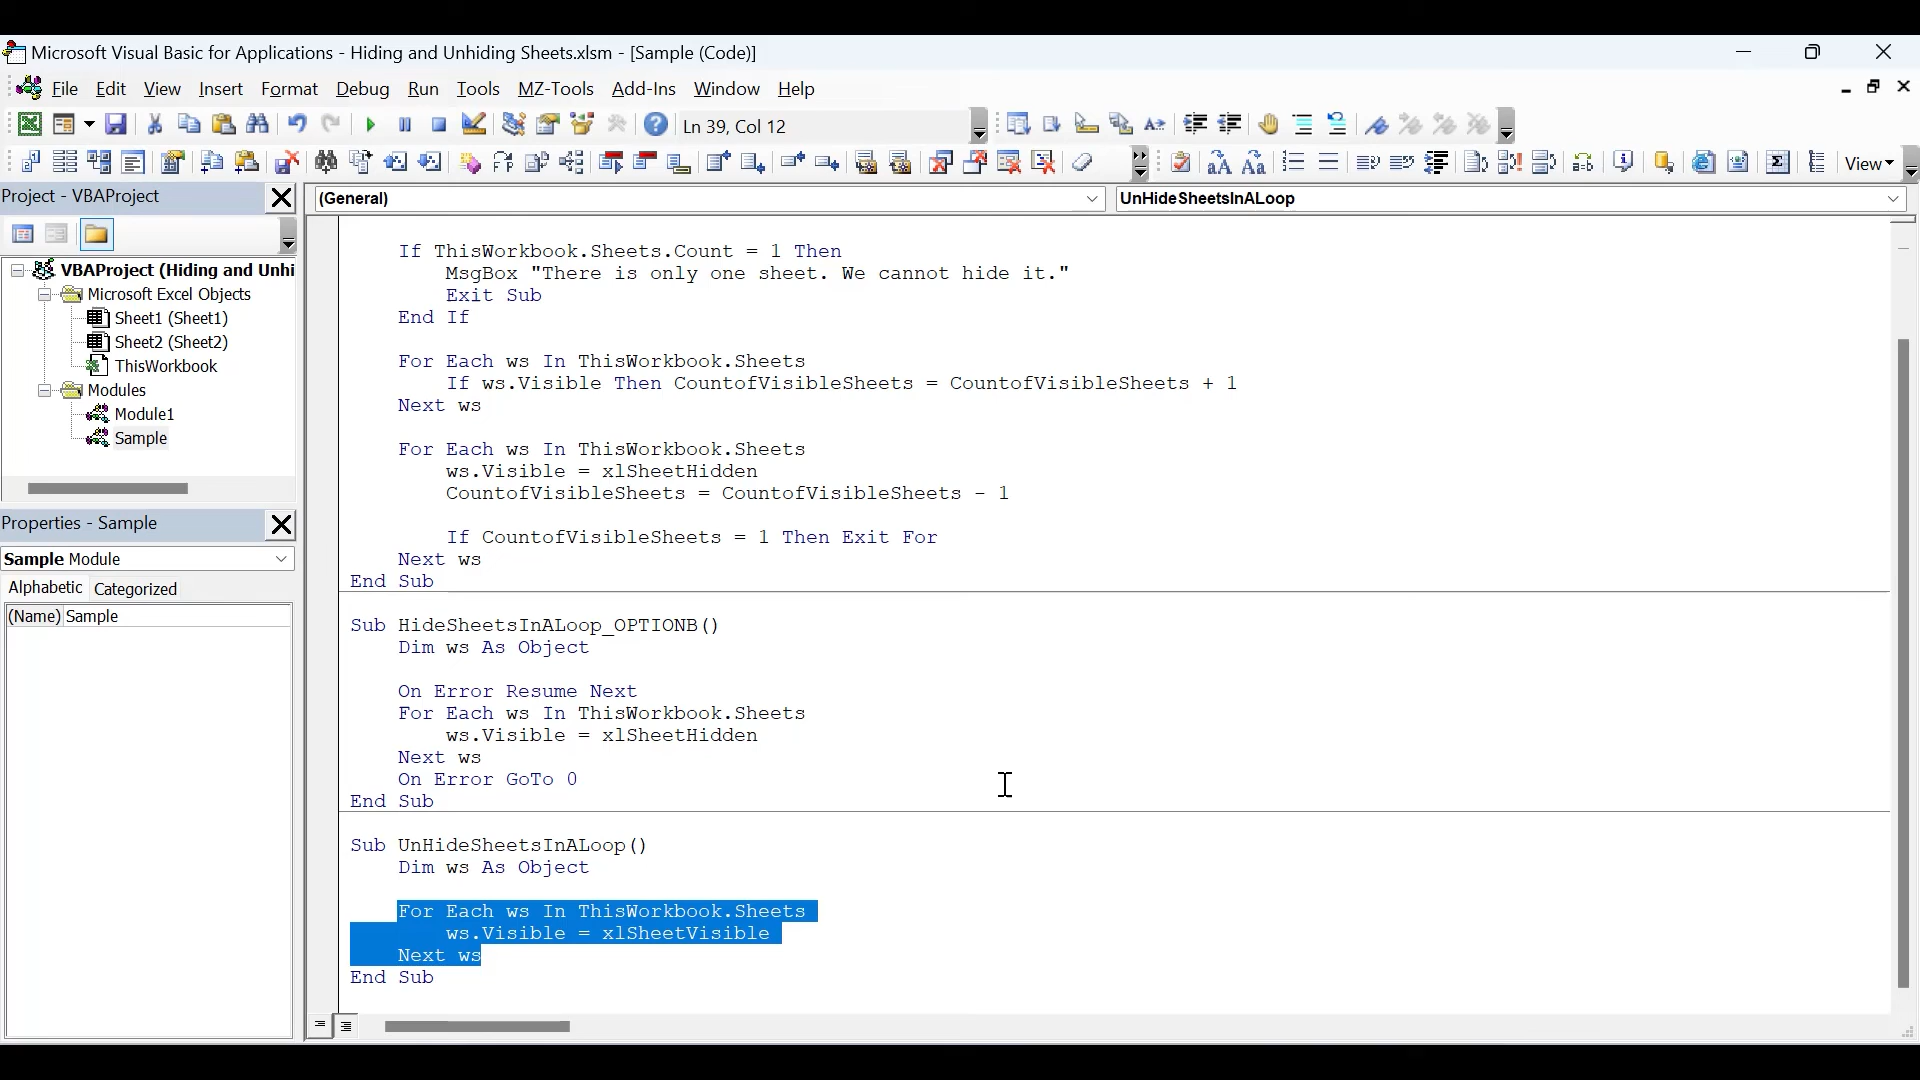 Microsoft Visual Basic for Applications - Hiding and Unhiding Sheets.xlsm - [Sample (Code)]
File Edit View Insert Format Debug Run Tools MZ-Tools Add-Ins Window Help
Ln 39, Col 12
View
Project - VBAProject
(General)
UnHideSheetsInALoop
VBAProject (Hiding and Unhi
Microsoft Excel Objects
Sheet1 (Sheet1)
Sheet2 (Sheet2)
ThisWorkbook
Modules
Module1
Sample
Properties - Sample
Sample Module
Alphabetic Categorized
(Name) Sample
If ThisWorkbook.Sheets.Count = 1 Then
MsgBox "There is only one sheet. We cannot hide it."
Exit Sub
End If
For Each ws In ThisWorkbook.Sheets
If ws.Visible Then CountofVisibleSheets = CountofVisibleSheets + 1
Next ws
For Each ws In ThisWorkbook.Sheets
ws.Visible = xlSheetHidden
CountofVisibleSheets = CountofVisibleSheets - 1
If CountofVisibleSheets = 1 Then Exit For
Next ws
End Sub
Sub HideSheetsInALoop_OPTIONB()
Dim ws As Object
On Error Resume Next
For Each ws In ThisWorkbook.Sheets
ws.Visible = xlSheetHidden
Next ws
On Error GoTo 0
End Sub
Sub UnHideSheetsInALoop()
Dim ws As Object
For Each ws In ThisWorkbook.Sheets
ws.Visible = xlSheetVisible
Next ws
End Sub